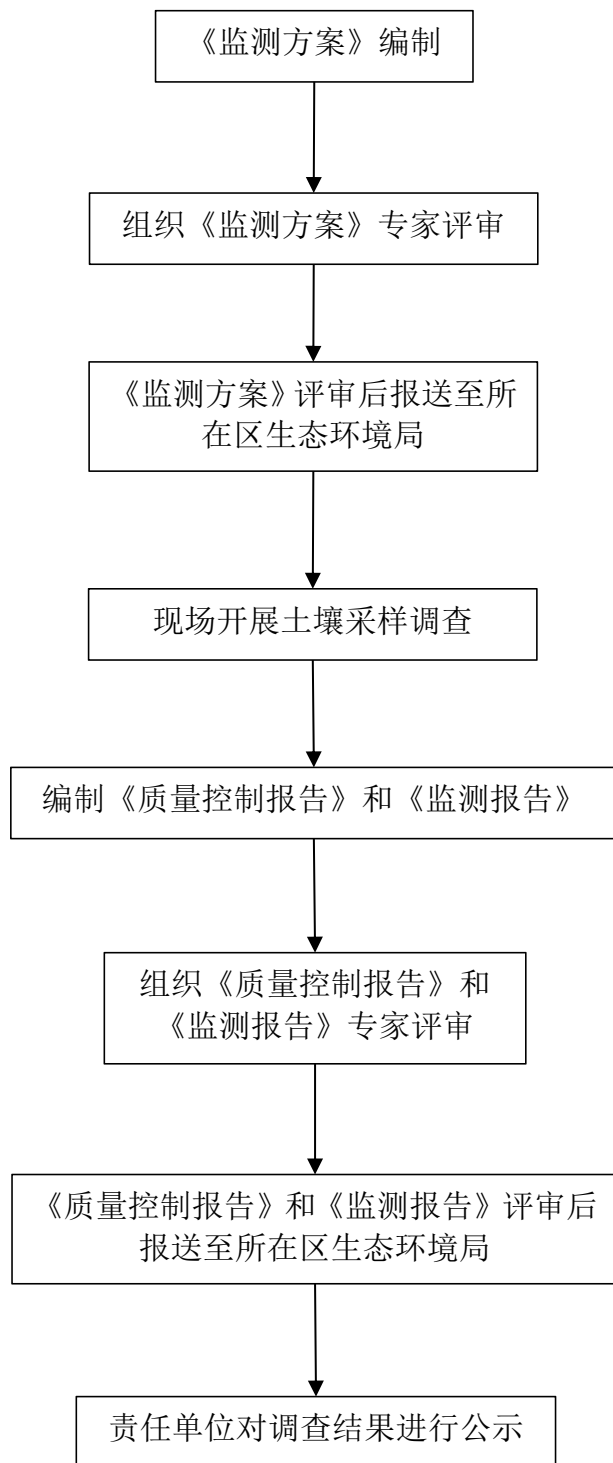 《监测方案》编制
组织《监测方案》专家评审
《监测方案》评审后报送至所
在区生态环境局
现场开展土壤采样调查
编制《质量控制报告》和《监测报告》
组织《质量控制报告》和
《监测报告》专家评审
《质量控制报告》和《监测报告》评审后
报送至所在区生态环境局
责任单位对调查结果进行公示